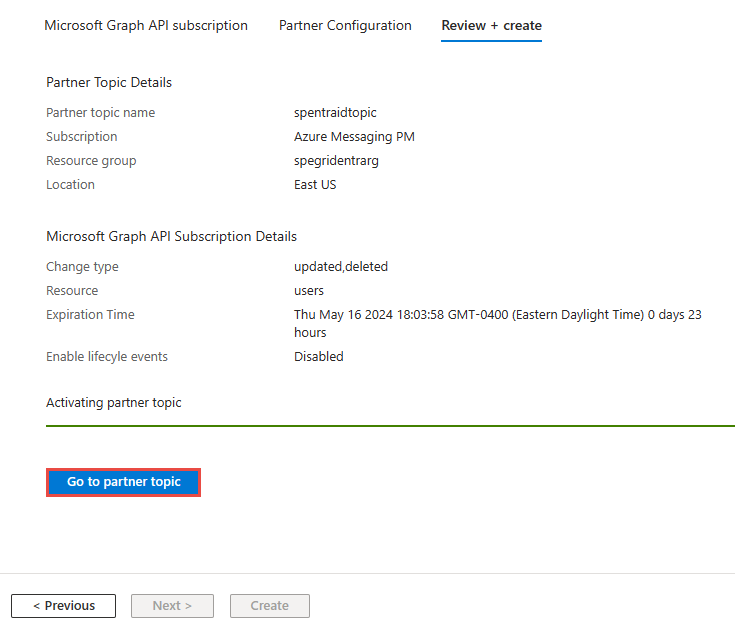 Microsoft Graph API subscription Partner Configuration Review + create
Partner Topic Details
Partner topic name spentraidtopic
Subscription Azure Messaging PM
Resource group spegridentrarg
Location East US
Microsoft Graph API Subscription Details
Change type updated,deleted
Resource users
Expiration Time Thu May 16 2024 18:03:58 GMT-0400 (Eastern Daylight Time) 0 days 23
hours
Enable lifecyle events Disabled
Activating partner topic
Go to partner topic
< Previous Next > Create